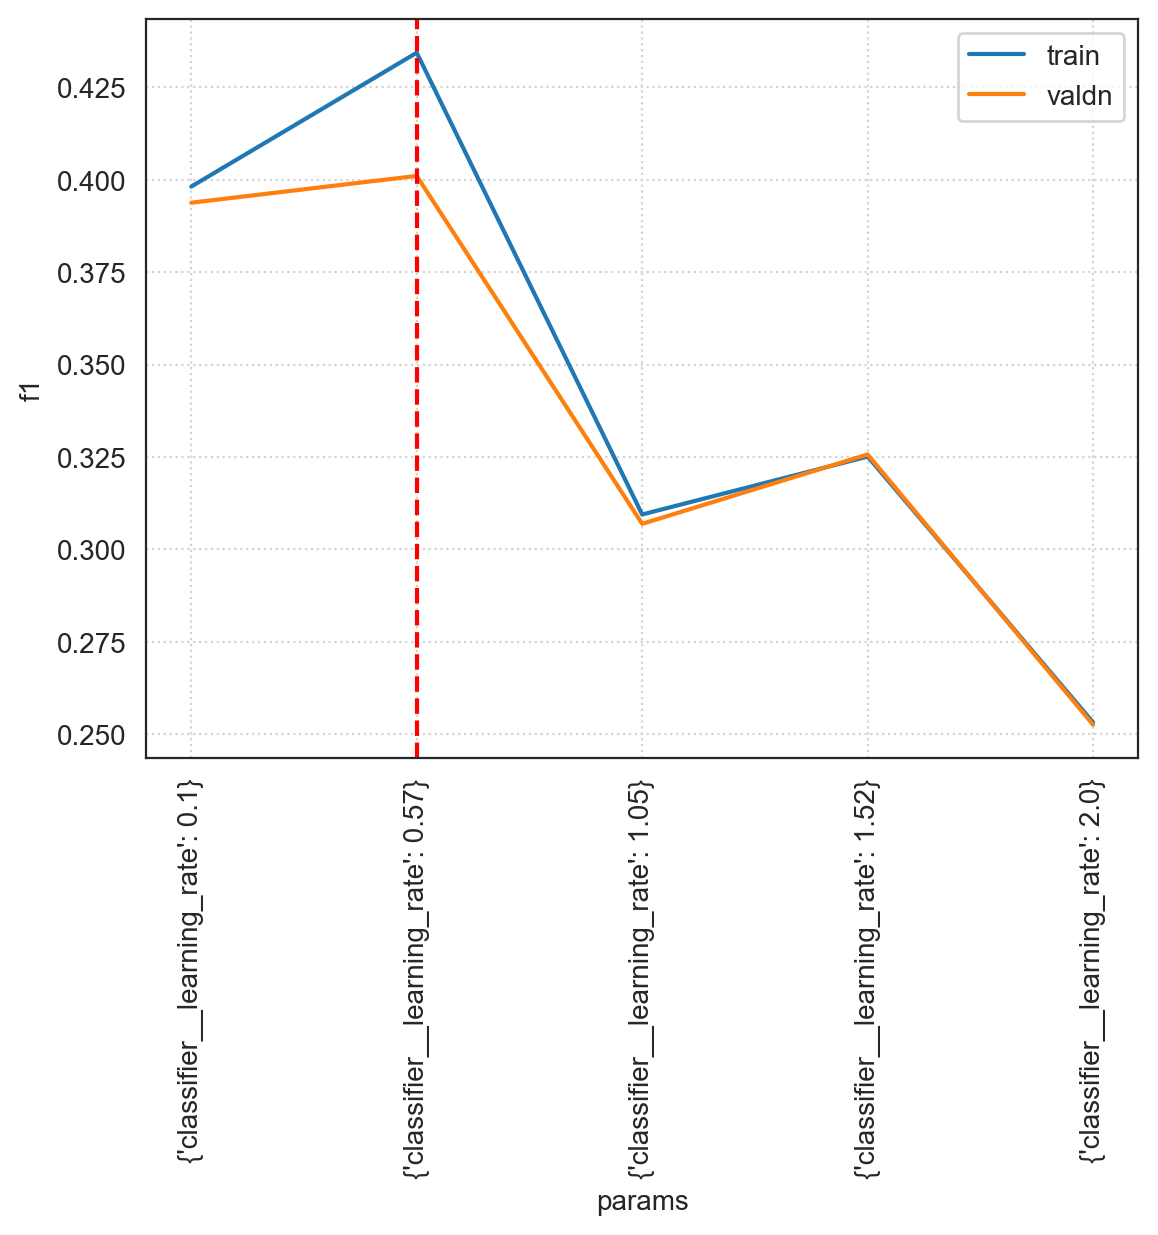 train
valdn
0.425
0.400
0.375
0.350
0.325
0.300
0.275
0.250
f1
{'classifier__learning_rate': 0.1}
{'classifier__learning_rate': 0.57}
{'classifier__learning_rate': 1.05}
{'classifier__learning_rate': 1.52}
{'classifier__learning_rate': 2.0}
params